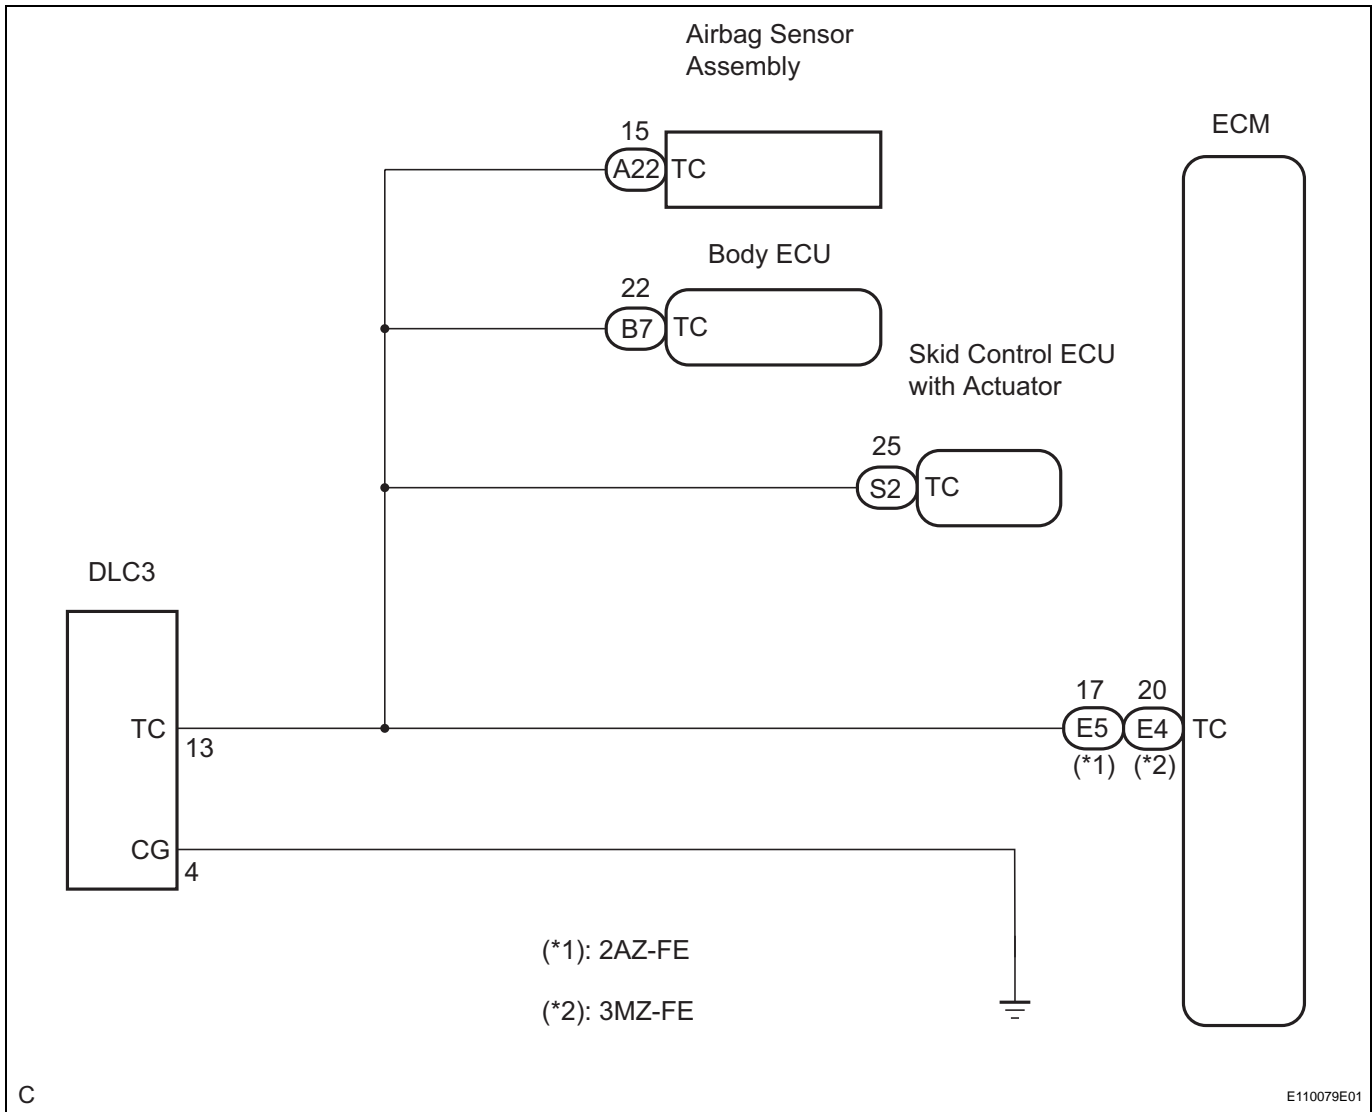 Airbag Sensor
Assembly
ECM
15
A22
TC
Body ECU
22
B7
TC
Skid Control ECU
with Actuator
25
S2
TC
DLC3
17
20
TC
13
E5
E4
TC
(*1)
(*2)
CG
4
(*1): 2AZ-FE
(*2): 3MZ-FE
C
E110079E01